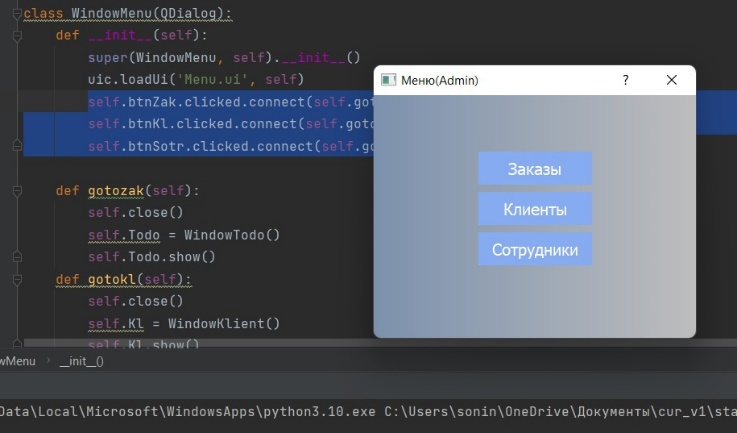 class WindowMenu(QDialog):
def __init__(self):
super(WindowMenu, self).__init__()
uic.loadUi('Menu.ui', self)
self.btnZak.clicked.connect(self.got
self.btnKl.clicked.connect(self.goto
self.btnSotr.clicked.connect(self.go
def gotozak(self):
self.close()
self.Todo = WindowTodo()
self.Todo.show()
def gotokl(self):
self.close()
self.Kl = WindowKlient()
self.Kl.show()
Меню(Admin)
?
Заказы
Клиенты
Сотрудники
wMenu › __init__()
Data\Local\Microsoft\WindowsApps\python3.10.exe C:\Users\sonin\OneDrive\Документы\cur_v1\sta